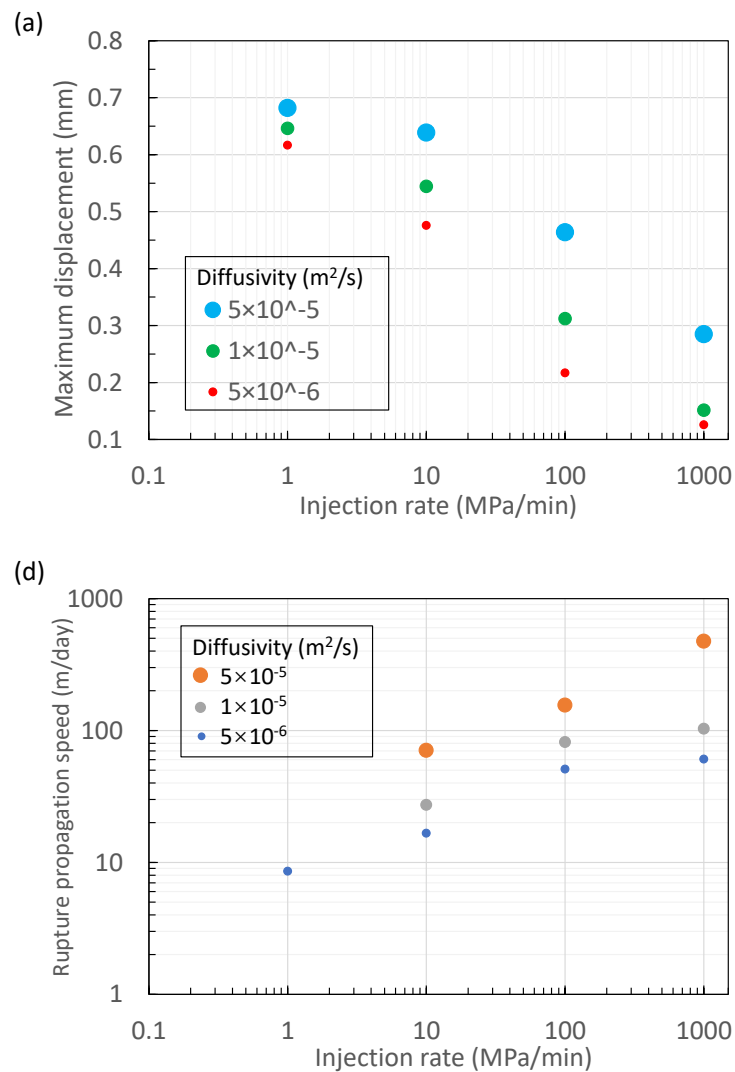 (a)
0.8
0.7
0.6
0.5
0.4
0.3
0.2
0.1
Maximum displacement (mm)
Diffusivity (m²/s)
5×10^-5
1×10^-5
5×10^-6
0.1 1 10 100 1000
Injection rate (MPa/min)
(d)
1000
100
10
1
Rupture propagation speed (m/day)
Diffusivity (m²/s)
5×10⁻⁵
1×10⁻⁵
5×10⁻⁶
0.1 1 10 100 1000
Injection rate (MPa/min)